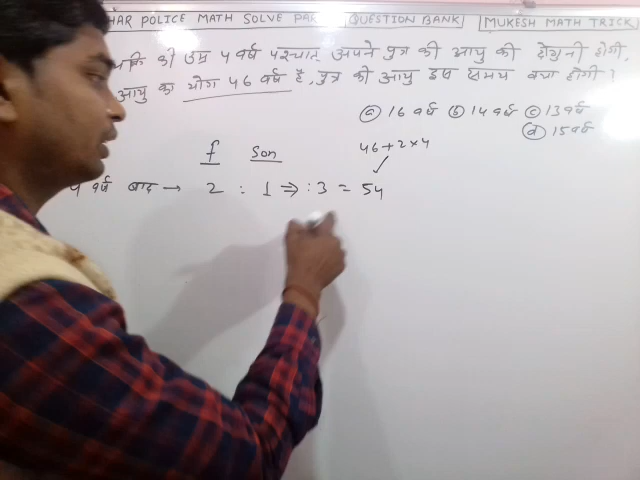 HAR POLICE MATH SOLVE PA QUESTION BANK MUKESH MATH TRICK
की उम्र 4 वर्ष पश्चात् अपने पुत्र की आयु की दोगुनी होगी,
आयु का योग 46 वर्ष है, पुत्र की आयु इस समय क्या होगी ?
(a) 16 वर्ष (b) 14 वर्ष (c) 13 वर्ष
(d) 15 वर्ष
f Son 46+2×4
4 वर्ष बाद → 2 : 1 ⇒ : 3 = 54